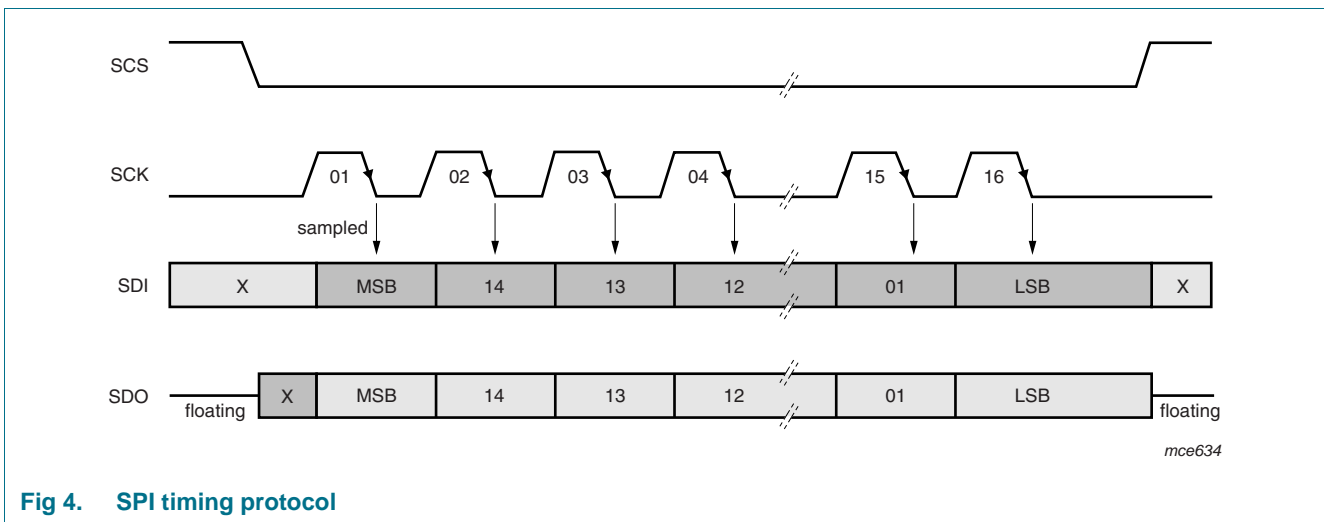 SCS
SCK 01 02 03 04 15 16
sampled
SDI X MSB 14 13 12 01 LSB X
SDO X MSB 14 13 12 01 LSB
floating floating
mce634
Fig 4. SPI timing protocol